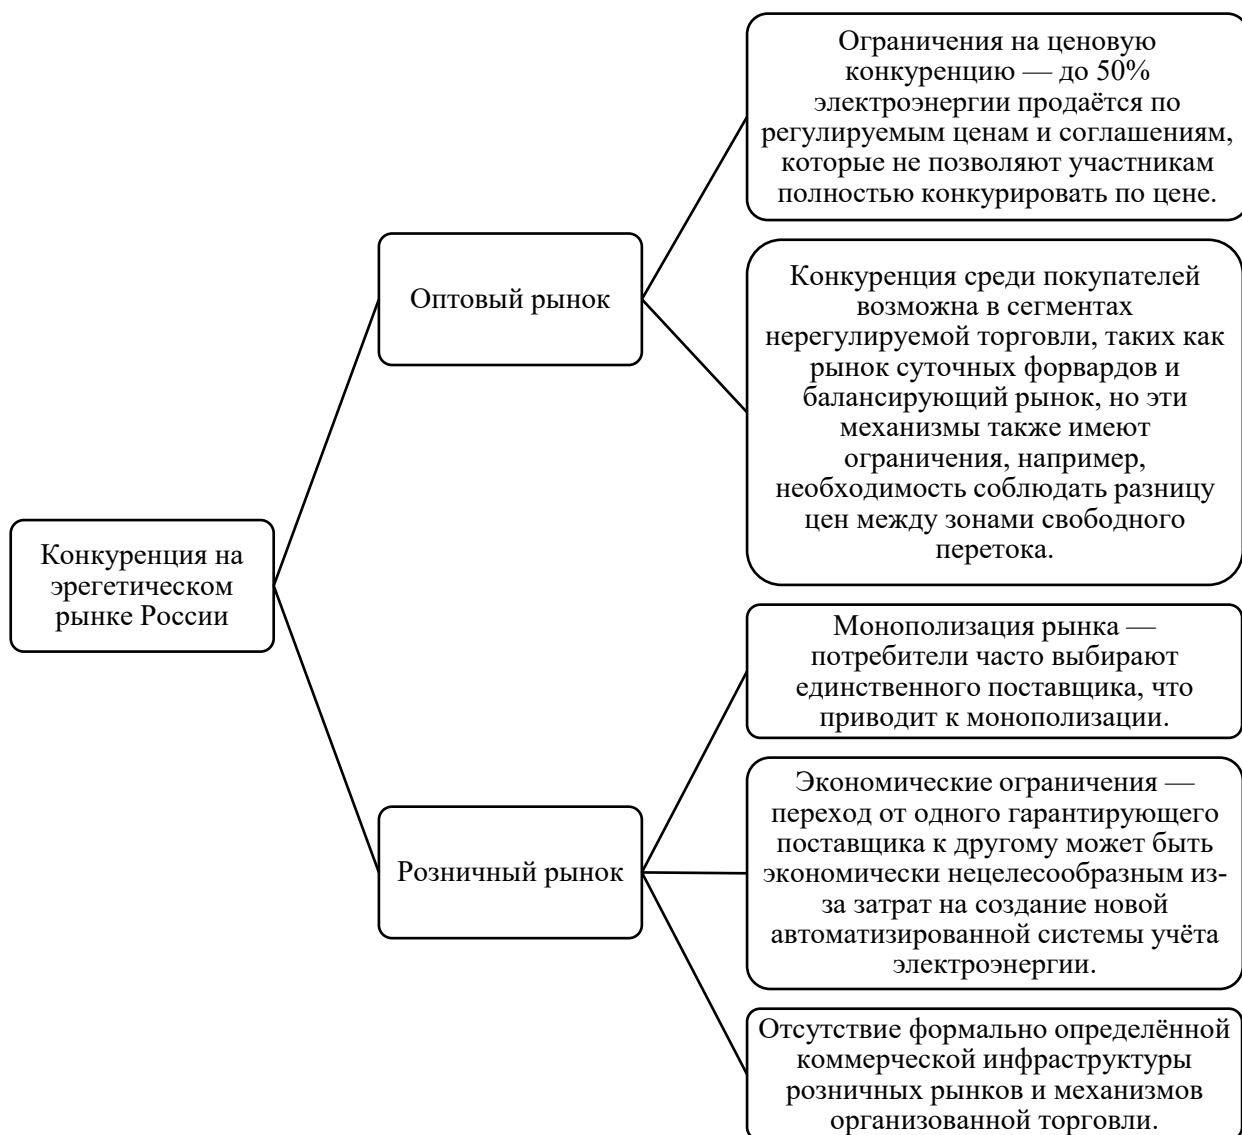 Конкуренция на
эрегетическом
рынке России
Оптовый рынок
Ограничения на ценовую
конкуренцию — до 50%
электроэнергии продаётся по
регулируемым ценам и соглашениям,
которые не позволяют участникам
полностью конкурировать по цене.
Конкуренция среди покупателей
возможна в сегментах
нерегулируемой торговли, таких как
рынок суточных форвардов и
балансирующий рынок, но эти
механизмы также имеют
ограничения, например,
необходимость соблюдать разницу
цен между зонами свободного
перетока.
Розничный рынок
Монополизация рынка —
потребители часто выбирают
единственного поставщика, что
приводит к монополизации.
Экономические ограничения —
переход от одного гарантирующего
поставщика к другому может быть
экономически нецелесообразным из-
за затрат на создание новой
автоматизированной системы учёта
электроэнергии.
Отсутствие формально определённой
коммерческой инфраструктуры
розничных рынков и механизмов
организованной торговли.